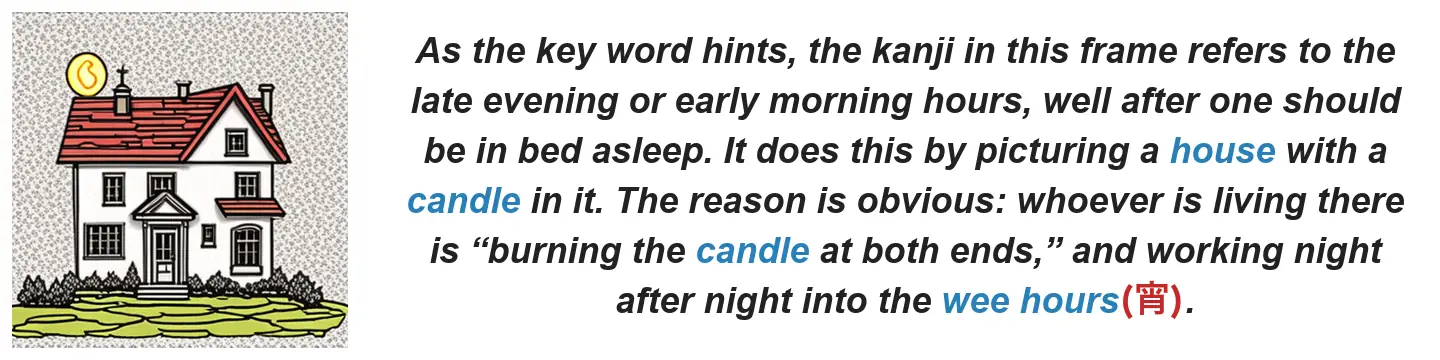 As the key word hints, the kanji in this frame refers to the
late evening or early morning hours, well after one should
be in bed asleep. It does this by picturing a house with a
candle in it. The reason is obvious: whoever is living there
is “burning the candle at both ends,” and working night
after night into the wee hours(宵).